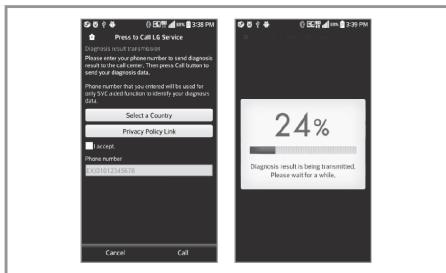 3:38 PM
Press to Call LG Service
Diagnosis result transmission
Please enter your phone number to send diagnosis
result to the call center. Then press Call button to
send your diagnosis data.
Phone number that you entered will be used for
only SVC aided function to identify your diagnosis
data.
Select a Country
Privacy Policy Link
I accept.
Phone number
EX)01012345678
Cancel Call
3:39 PM
24%
Diagnosis result is being transmitted.
Please wait for a while.